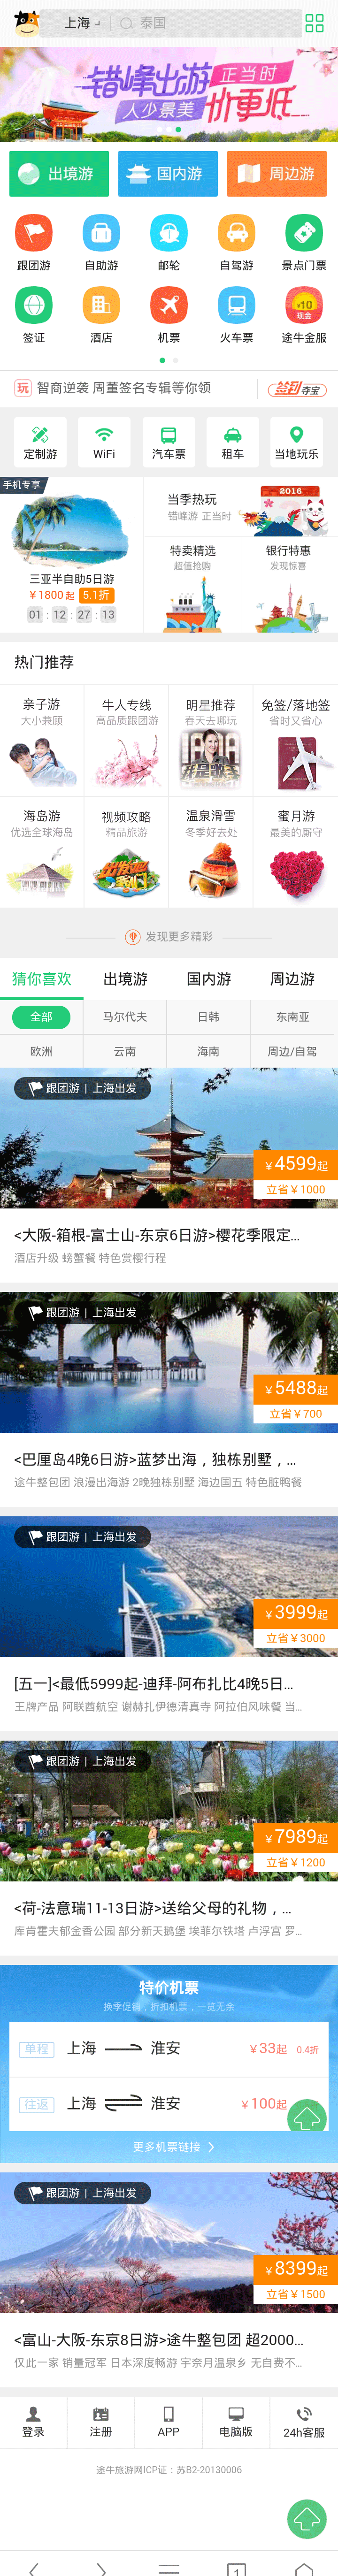 上海
泰国
错峰出游
正当时
人少景美
价更低
出境游
国内游
周边游
跟团游
自助游
邮轮
自驾游
景点门票
×10
现金
签证
酒店
机票
火车票
途牛金服
玩
智商逆袭 周董签名专辑等你领
签到
夺宝
定制游
WiFi
汽车票
租车
当地玩乐
手机专享
三亚半自助5日游
￥1800起
5.1折
01 : 12 : 27 : 13
当季热玩
错峰游 正当时
2016
特卖精选
超值抢购
银行特惠
发现惊喜
热门推荐
亲子游
大小兼顾
牛人专线
高品质跟团游
明星推荐
春天去哪玩
免签/落地签
省时又省心
海岛游
优选全球海岛
视频攻略
精品旅游
温泉滑雪
冬季好去处
蜜月游
最美的厮守
发现更多精彩
猜你喜欢
出境游
国内游
周边游
全部
马尔代夫
日韩
东南亚
欧洲
云南
海南
周边/自驾
跟团游 | 上海出发
￥4599起
立省￥1000
<大阪-箱根-富士山-东京6日游>樱花季限定...
酒店升级 螃蟹餐 特色赏樱行程
跟团游 | 上海出发
￥5488起
立省￥700
<巴厘岛4晚6日游>蓝梦出海，独栋别墅，...
途牛整包团 浪漫出海游 2晚独栋别墅 海边国五 特色脏鸭餐
跟团游 | 上海出发
￥3999起
立省￥3000
[五一]<最低5999起-迪拜-阿布扎比4晚5日...
王牌产品 阿联酋航空 谢赫扎伊德清真寺 阿拉伯风味餐 当...
跟团游 | 上海出发
￥7989起
立省￥1200
<荷-法意瑞11-13日游>送给父母的礼物，...
库肯霍夫郁金香公园 部分新天鹅堡 埃菲尔铁塔 卢浮宫 罗...
特价机票
换季促销，折扣机票，一览无余
单程
上海
淮安
￥33起
0.4折
往返
上海
淮安
￥100起
更多机票链接
跟团游 | 上海出发
￥8399起
立省￥1500
<富山-大阪-东京8日游>途牛整包团 超2000...
仅此一家 销量冠军 日本深度畅游 宇奈月温泉乡 无自费不...
登录
注册
APP
电脑版
24h客服
途牛旅游网ICP证：苏B2-20130006
1